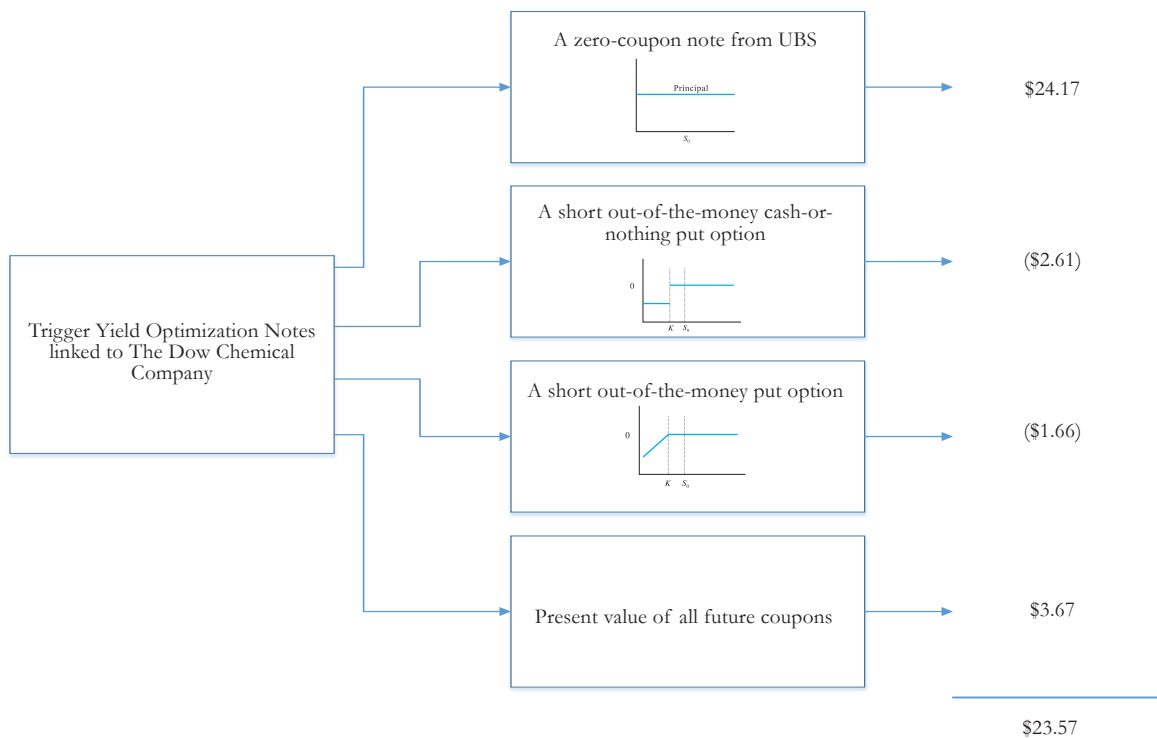 A zero-coupon note from UBS
Principal
S₀
$24.17
A short out-of-the-money cash-or-
nothing put option
0
K
S₀
($2.61)
Trigger Yield Optimization Notes
linked to The Dow Chemical
Company
A short out-of-the-money put option
0
K
S₀
($1.66)
Present value of all future coupons
$3.67
$23.57